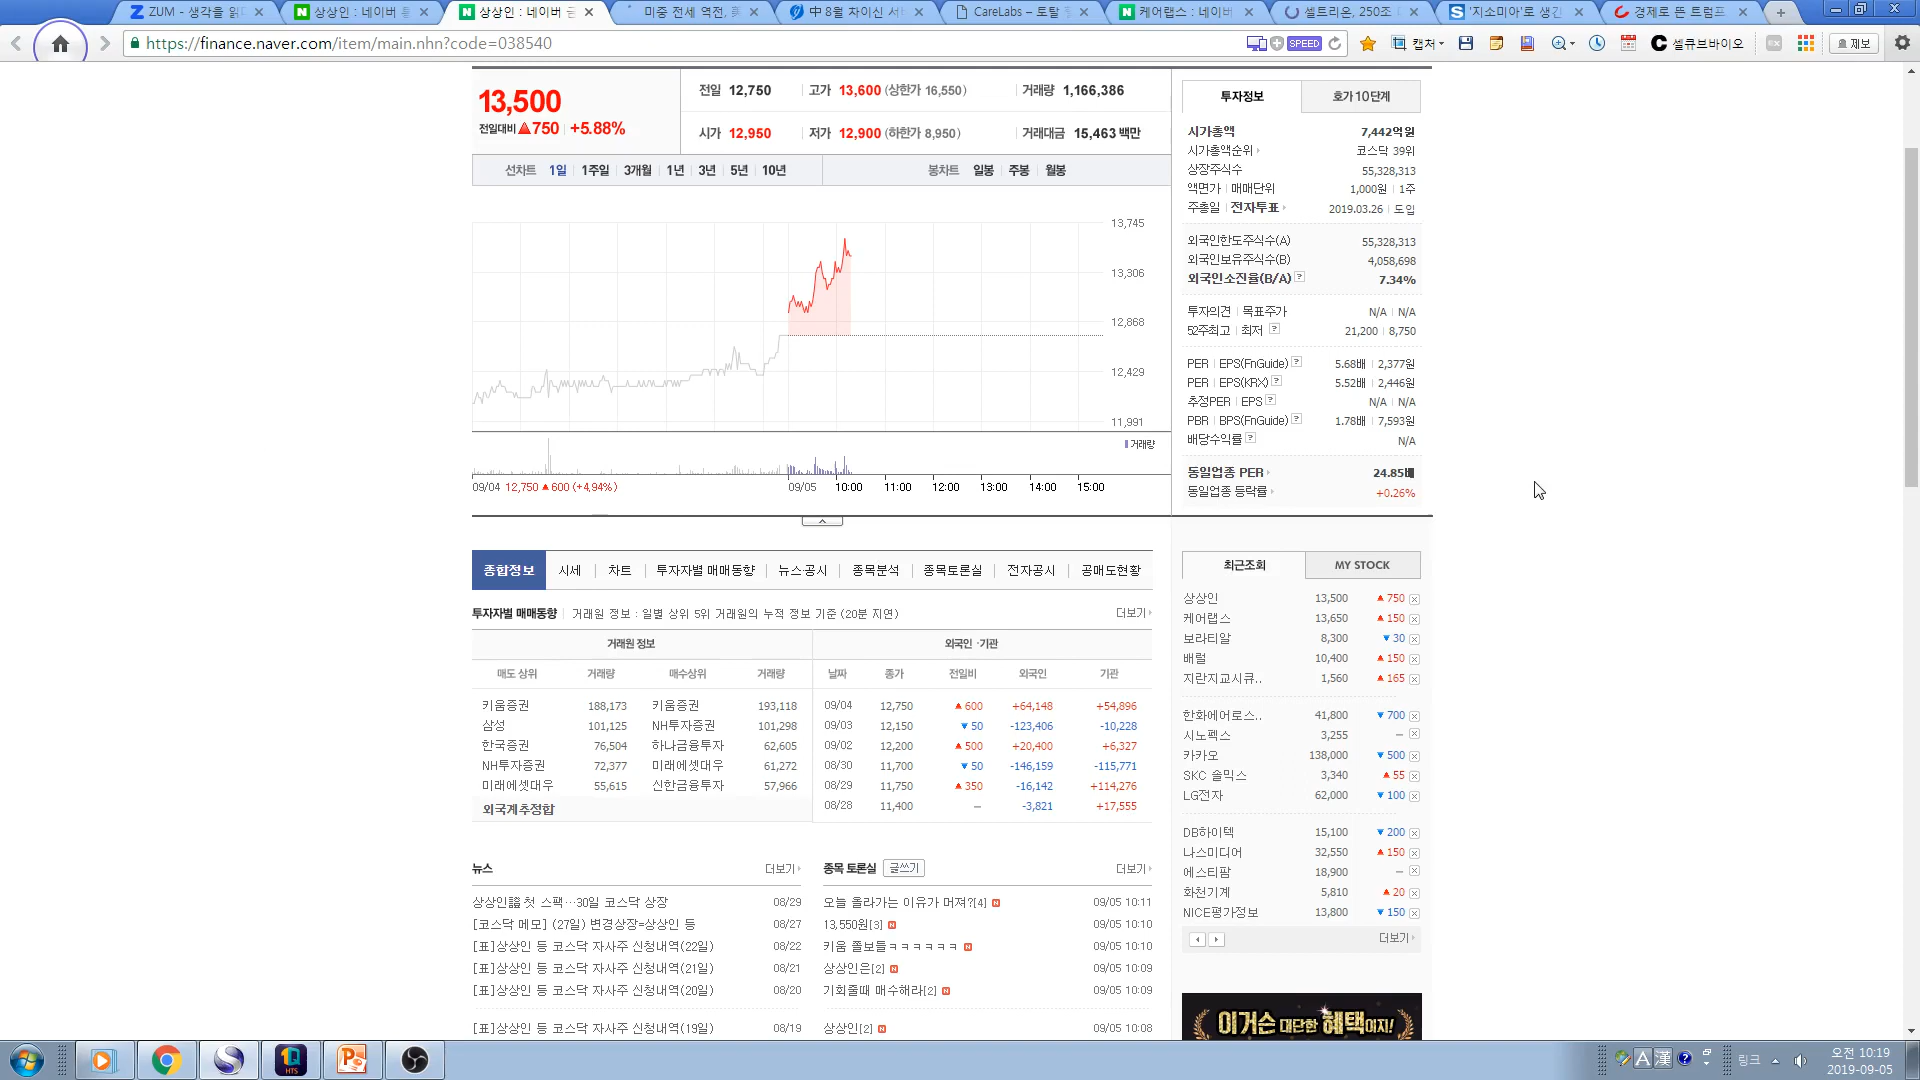 ZUM - 생각을 읽다
상상인 : 네이버 통
상상인 : 네이버 금
미중 전세 역전,
中 8월 차이신 서비
CareLabs – 토탈
케어랩스 : 네이버
셀트리온, 250조
'지소미아'로 생긴
경제로 뜬 트럼프
https://finance.naver.com/item/main.nhn?code=038540
SPEED
캡처
셀큐브바이오
제보
13,500
전일대비 ▲750 +5.88%
전일 12,750 고가 13,600 (상한가 16,550) 거래량 1,166,386
시가 12,950 저가 12,900 (하한가 8,950) 거래대금 15,463 백만
선차트 1일 1주일 3개월 1년 3년 5년 10년 봉차트 일봉 주봉 월봉
13,745
13,306
12,868
12,429
11,991
거래량
09/04 12,750 ▲600 (+4,94%) 09/05 10:00 11:00 12:00 13:00 14:00 15:00
투자정보 호가 10단계
시가총액 7,442억원
시가총액순위 코스닥 39위
상장주식수 55,328,313
액면가 매매단위 1,000원 1주
주총일 전자투표 2019.03.26 도입
외국인한도주식수(A) 55,328,313
외국인보유주식수(B) 4,058,698
외국인소진율(B/A) ? 7.34%
투자의견 목표주가 N/A N/A
52주최고 최저 ? 21,200 8,750
PER EPS(FnGuide) ? 5.68배 2,377원
PER EPS(KRX) ? 5.52배 2,446원
추정PER EPS ? N/A N/A
PBR BPS(FnGuide) ? 1.78배 7,593원
배당수익률 ? N/A
동일업종 PER 24.85배
동일업종 등락률 +0.26%
종합정보 시세 차트 투자자별 매매동향 뉴스·공시 종목분석 종목토론실 전자공시 공매도현황
투자자별 매매동향 거래원 정보 : 일별 상위 5위 거래원의 누적 정보 기준 (20분 지연) 더보기
거래원 정보 외국인·기관
매도 상위 거래량 매수상위 거래량 날짜 종가 전일비 외국인 기관
키움증권 188,173 키움증권 193,118 09/04 12,750 ▲600 +64,148 +54,896
삼성 101,125 NH투자증권 101,298 09/03 12,150 ▼50 -123,406 -10,228
한국증권 76,504 하나금융투자 62,605 09/02 12,200 ▲500 +20,400 +6,327
NH투자증권 72,377 미래에셋대우 61,272 08/30 11,700 ▼50 -146,159 -115,771
미래에셋대우 55,615 신한금융투자 57,966 08/29 11,750 ▲350 -16,142 +114,276
외국계추정합 08/28 11,400 – -3,821 +17,555
뉴스 더보기
상상인證 첫 스팩…30일 코스닥 상장 08/29
[코스닥 메모] (27일) 변경상장=상상인 등 08/27
[표]상상인 등 코스닥 자사주 신청내역(22일) 08/22
[표]상상인 등 코스닥 자사주 신청내역(21일) 08/21
[표]상상인 등 코스닥 자사주 신청내역(20일) 08/20
[표]상상인 등 코스닥 자사주 신청내역(19일) 08/19
종목 토론실 글쓰기 더보기
오늘 올라가는 이유가 머져?[4] N 09/05 10:11
13,550원[3] N 09/05 10:10
키움 쫄보들ㅋㅋㅋㅋㅋㅋ N 09/05 10:10
상상인은[2] N 09/05 10:09
기회줄때 매수해라[2] N 09/05 10:09
상상인[2] N 09/05 10:08
최근조회 MY STOCK
상상인 13,500 ▲750
케어랩스 13,650 ▲150
보라티알 8,300 ▼30
배럴 10,400 ▲150
지란지교시큐.. 1,560 ▲165
한화에어로스.. 41,800 ▼700
시노펙스 3,255 –
카카오 138,000 ▼500
SKC 솔믹스 3,340 ▲55
LG전자 62,000 ▼100
DB하이텍 15,100 ▼200
나스미디어 32,550 ▲150
에스티팜 18,900 –
화천기계 5,810 ▲20
NICE평가정보 13,800 ▼150
더보기
이거슨 대단한 혜택이지!
1Q
HTS
A 漢 ? 링크 오전 10:19
2019-09-05